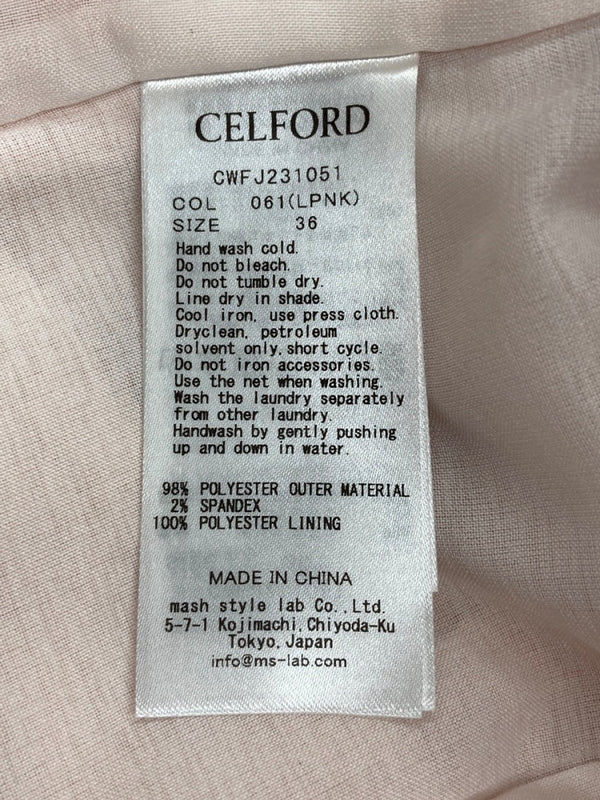 CELFORD
CWFJ231051
COL 061(LPNK)
SIZE 36
Hand wash cold.
Do not bleach.
Do not tumble dry.
Line dry in shade.
Cool iron, use press cloth.
Dryclean, petroleum
solvent only, short cycle.
Do not iron accessories.
Use the net when washing.
Wash the laundry separately
from other laundry.
Handwash by gently pushing
up and down in water.
98% POLYESTER OUTER MATERIAL
2% SPANDEX
100% POLYESTER LINING
MADE IN CHINA
mash style lab Co.,Ltd.
5-7-1 Kojimachi,Chiyoda-Ku
Tokyo,Japan
info@ms-lab.com